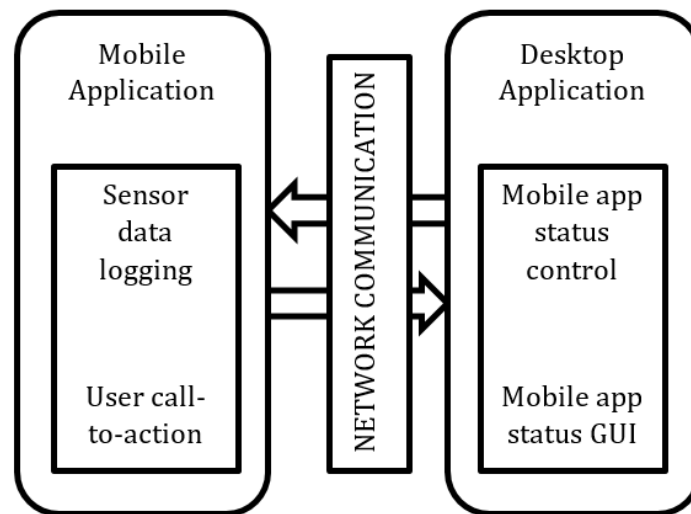 Mobile
Application
Sensor
data
logging
User call-
to-action
NETWORK COMMUNICATION
Desktop
Application
Mobile app
status
control
Mobile app
status GUI